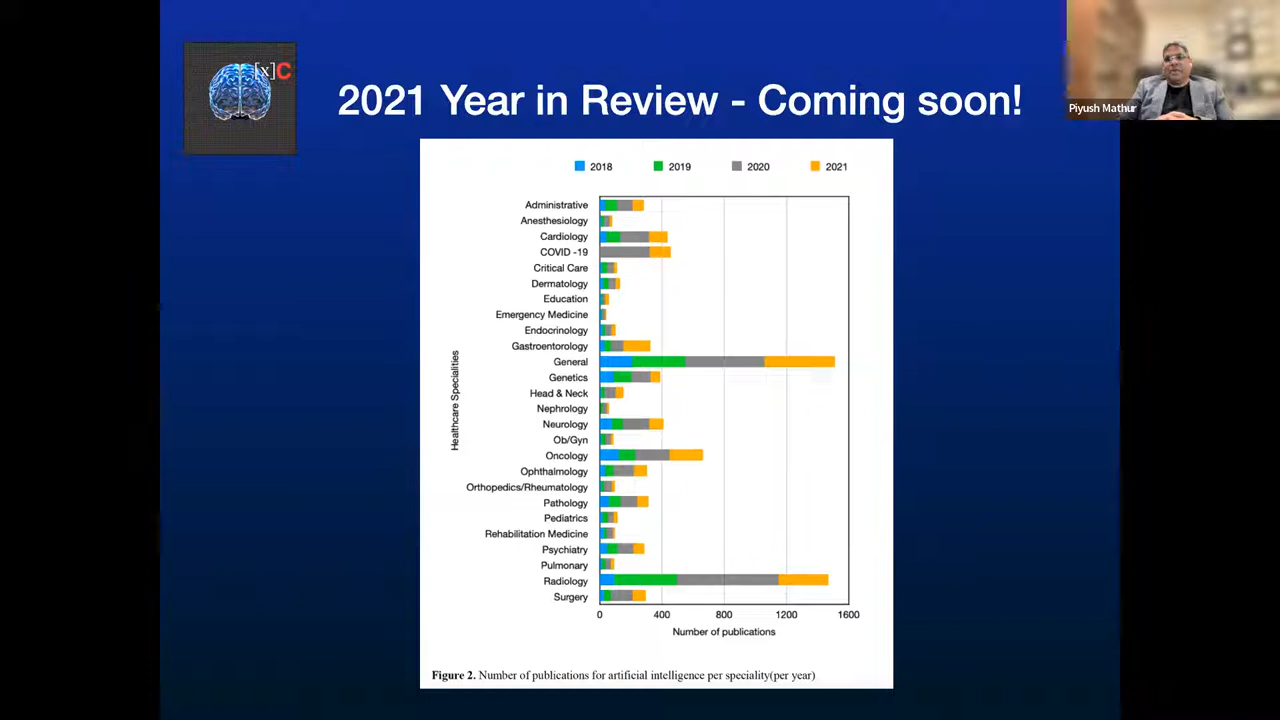 [x]C
2021 Year in Review - Coming soon!
Piyush Mathur
2018 2019 2020 2021
Healthcare Specialities
Administrative
Anesthesiology
Cardiology
COVID -19
Critical Care
Dermatology
Education
Emergency Medicine
Endocrinology
Gastroentorology
General
Genetics
Head & Neck
Nephrology
Neurology
Ob/Gyn
Oncology
Ophthalmology
Orthopedics/Rheumatology
Pathology
Pediatrics
Rehabilitation Medicine
Psychiatry
Pulmonary
Radiology
Surgery
0 400 800 1200 1600
Number of publications
Figure 2. Number of publications for artificial intelligence per speciality(per year)